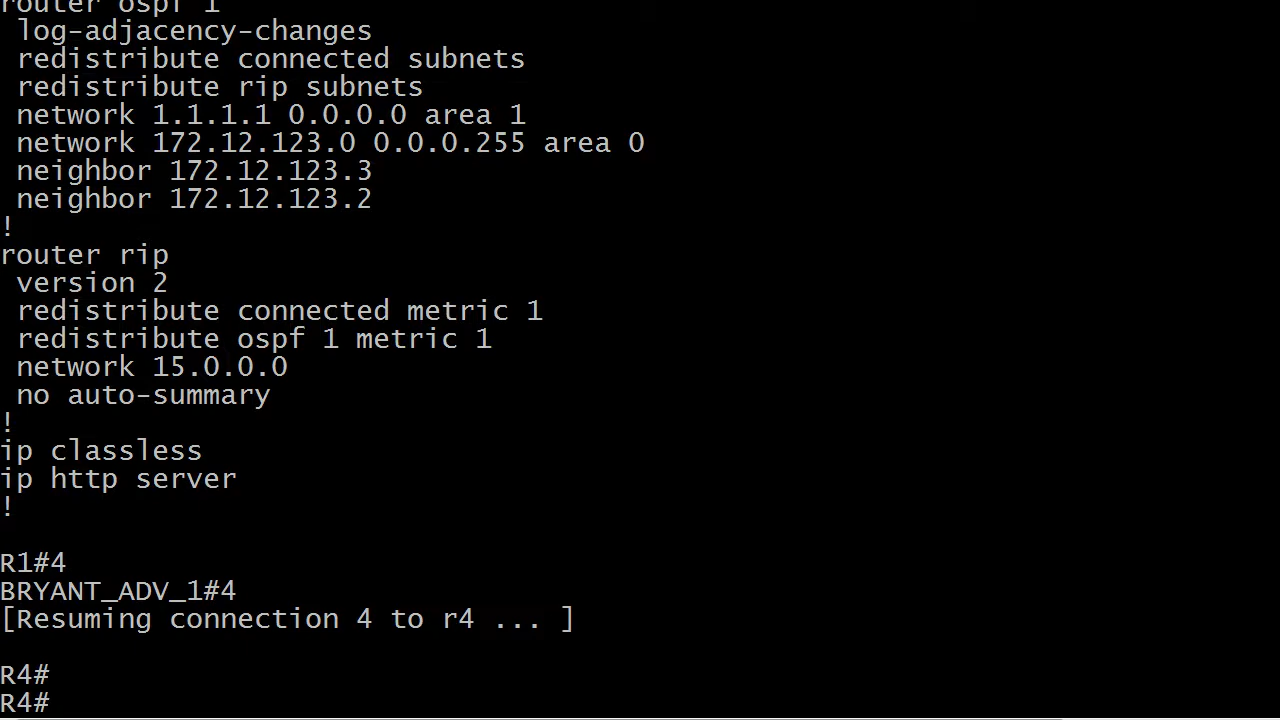 router ospf 1
log-adjacency-changes
redistribute connected subnets
redistribute rip subnets
network 1.1.1.1 0.0.0.0 area 1
network 172.12.123.0 0.0.0.255 area 0
neighbor 172.12.123.3
neighbor 172.12.123.2
!
router rip
version 2
redistribute connected metric 1
redistribute ospf 1 metric 1
network 15.0.0.0
no auto-summary
!
ip classless
ip http server
!
R1#4
BRYANT_ADV_1#4
[Resuming connection 4 to r4 ... ]
R4#
R4#